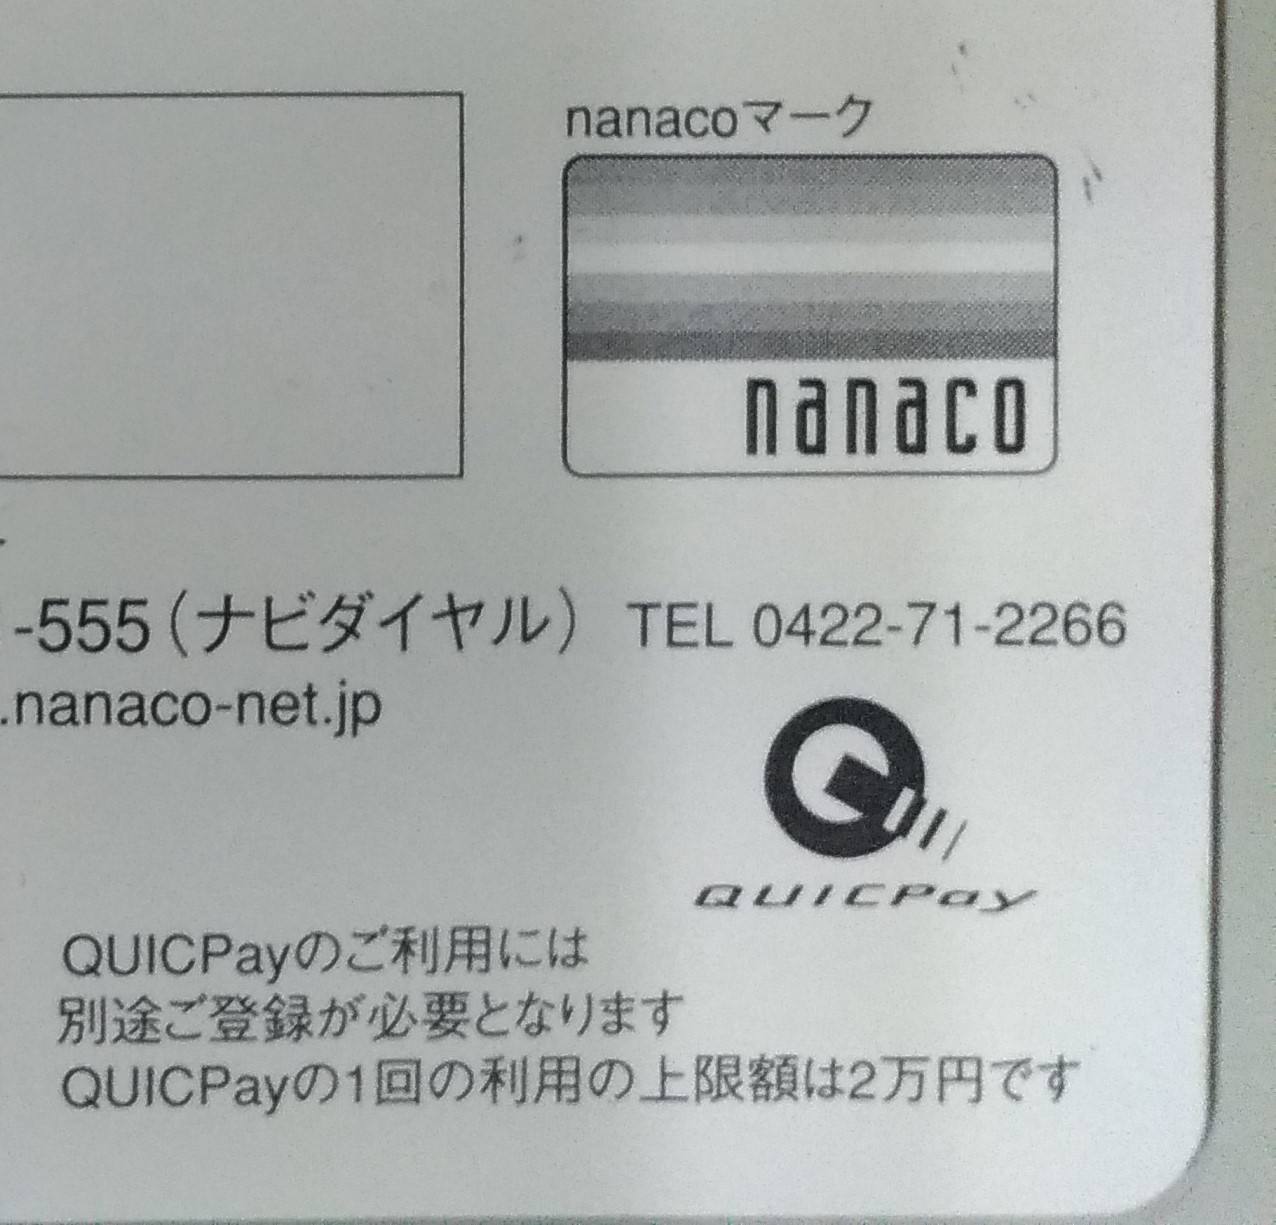 nanacoマーク
nanaco
-555(ナビダイヤル) TEL 0422-71-2266
.nanaco-net.jp
QUICPay
QUICPayのご利用には
別途ご登録が必要となります
QUICPayの1回の利用の上限額は2万円です